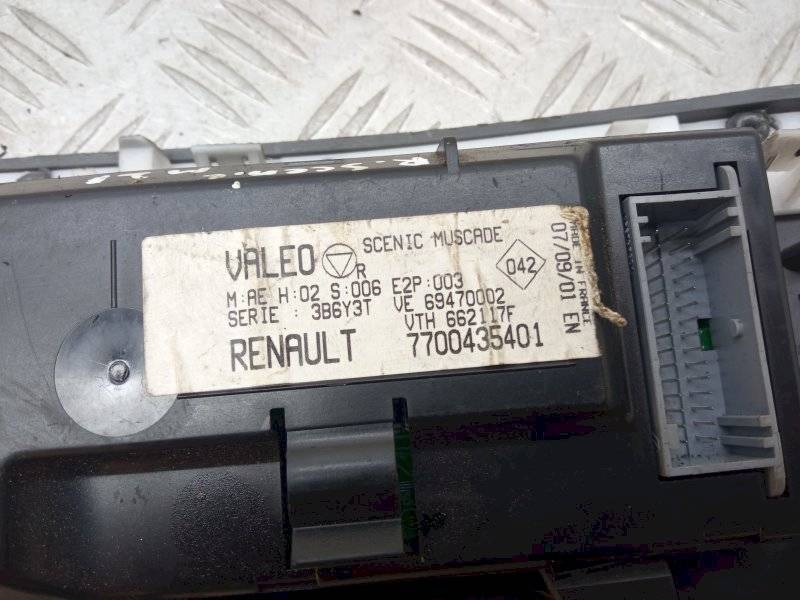 R. Scenic
VALEO R SCENIC MUSCADE
M:AE H:02 S:006 E2P:003
SERIE : 3B6Y3T VE 69470002
VTH 662117F
RENAULT 7700435401
042
MADE IN FRANCE
07/09/01 EN